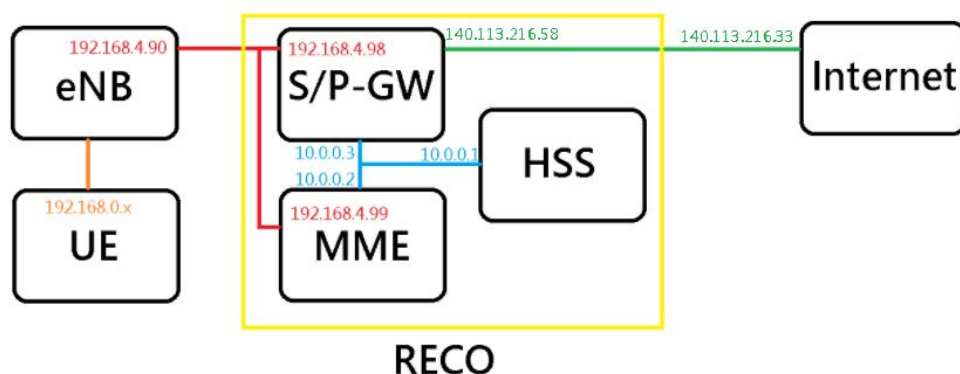 192.168.4.90
eNB
192.168.0.x
UE
192.168.4.98
S/P-GW
140.113.216.58
140.113.216.33
Internet
10.0.0.3
10.0.0.1
10.0.0.2
HSS
192.168.4.99
MME
RECO